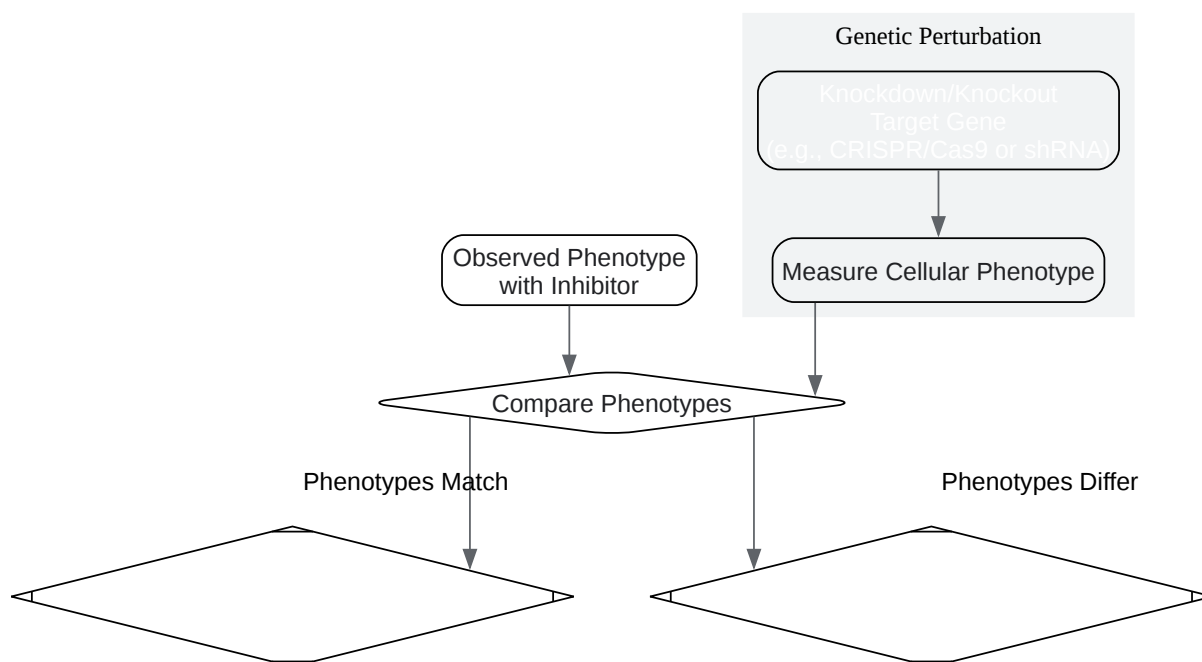 Genetic Perturbation
Knockdown/Knockout
Target Gene
(e.g., CRISPR/Cas9 or shRNA)
Observed Phenotype
with Inhibitor
Measure Cellular Phenotype
Compare Phenotypes
Phenotypes Match
Phenotypes Differ